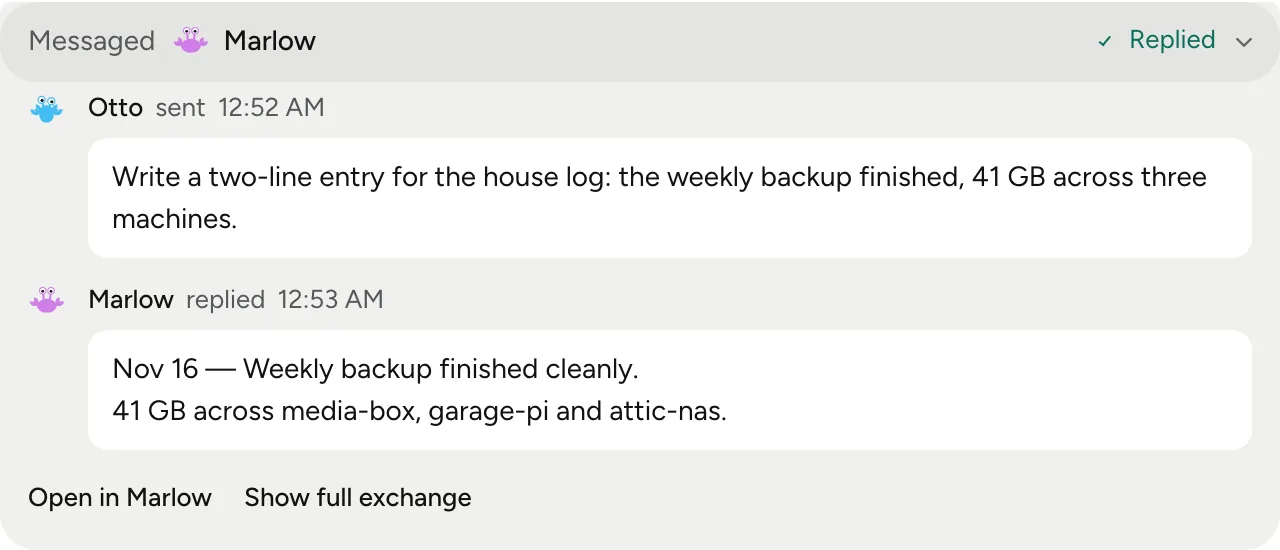 Messaged Marlow ✓ Replied
Otto sent 12:52 AM
Write a two-line entry for the house log: the weekly backup finished, 41 GB across three
machines.
Marlow replied 12:53 AM
Nov 16 — Weekly backup finished cleanly.
41 GB across media-box, garage-pi and attic-nas.
Open in Marlow Show full exchange